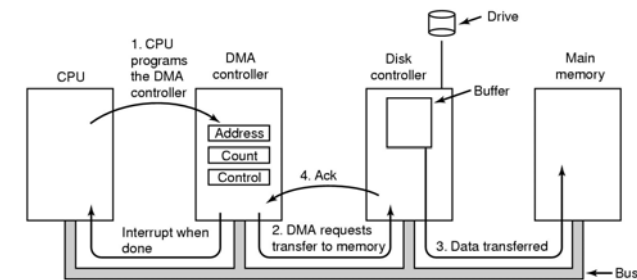 Drive
1. CPU
programs
the DMA
controller
CPU
DMA
controller
Disk
controller
Main
memory
Buffer
Address
Count
Control
4. Ack
Interrupt when
done
2. DMA requests
transfer to memory
3. Data transferred
Bus